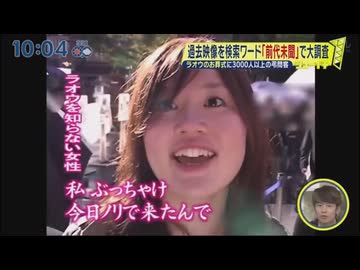 10:04
過去映像を検索ワード「前代未聞」で大調査
ラオウのお葬式に3000人以上の弔問客
ラオウを知らない女性
私 ぶっちゃけ
今日ノリで来たんで